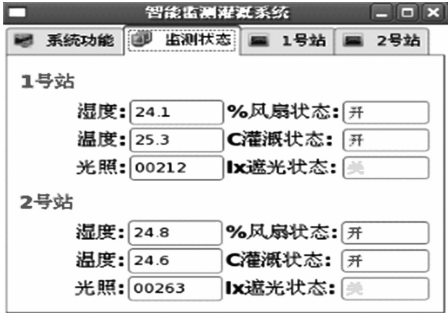 智能监测灌溉系统
系统功能 监测状态 1号站 2号站
1号站
湿度: 24.1 %风扇状态: 开
温度: 25.3 C灌溉状态: 开
光照: 00212 lx遮光状态: 关
2号站
湿度: 24.8 %风扇状态: 开
温度: 24.6 C灌溉状态: 开
光照: 00263 lx遮光状态: 关